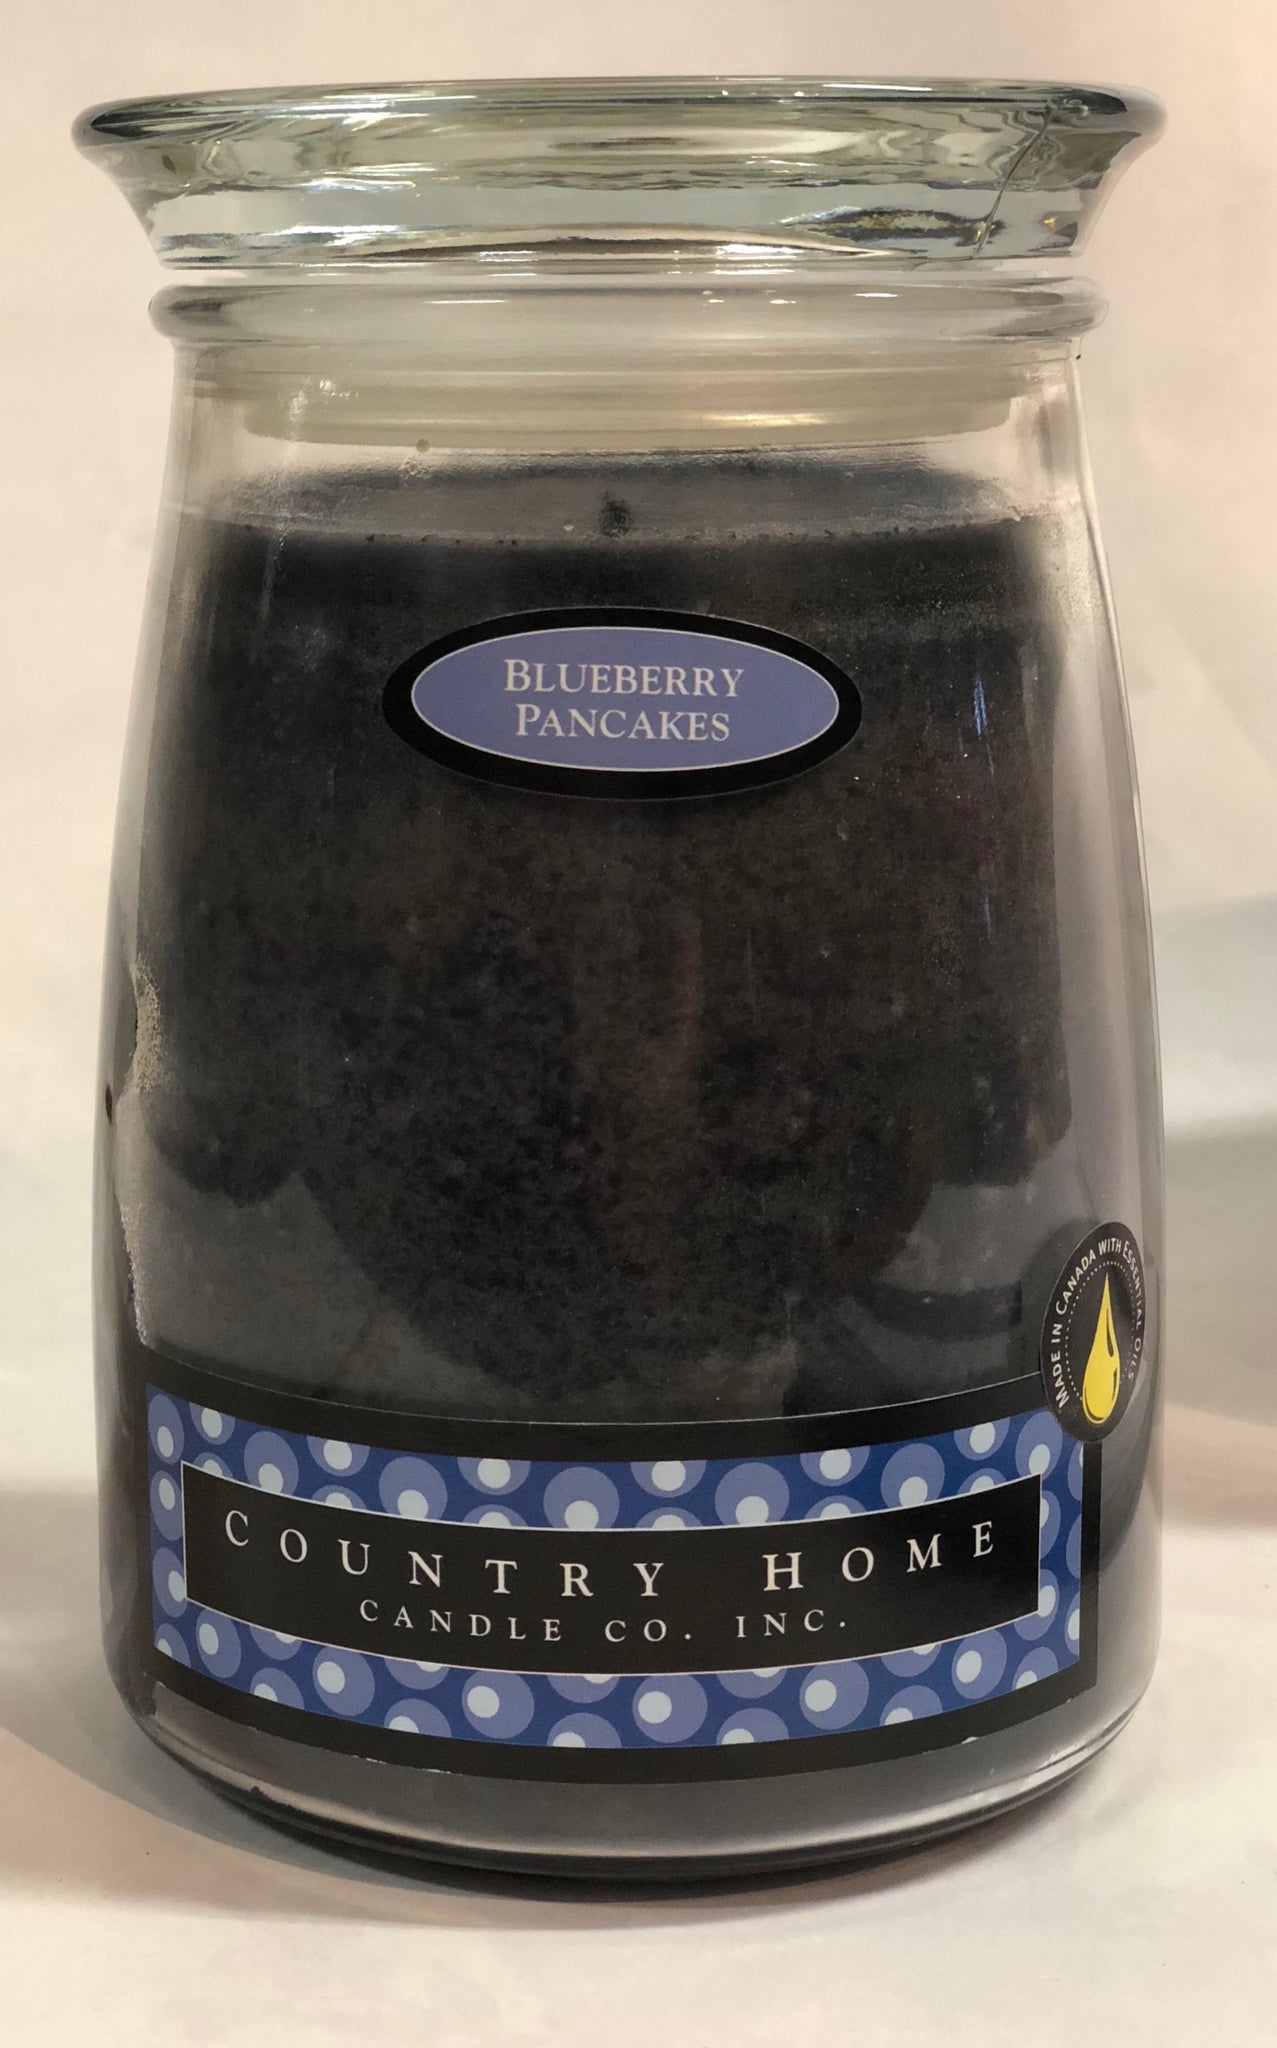 BLUEBERRY
PANCAKES
MADE IN CANADA WITH ESSENTIAL OILS
COUNTRY HOME
CANDLE CO. INC.